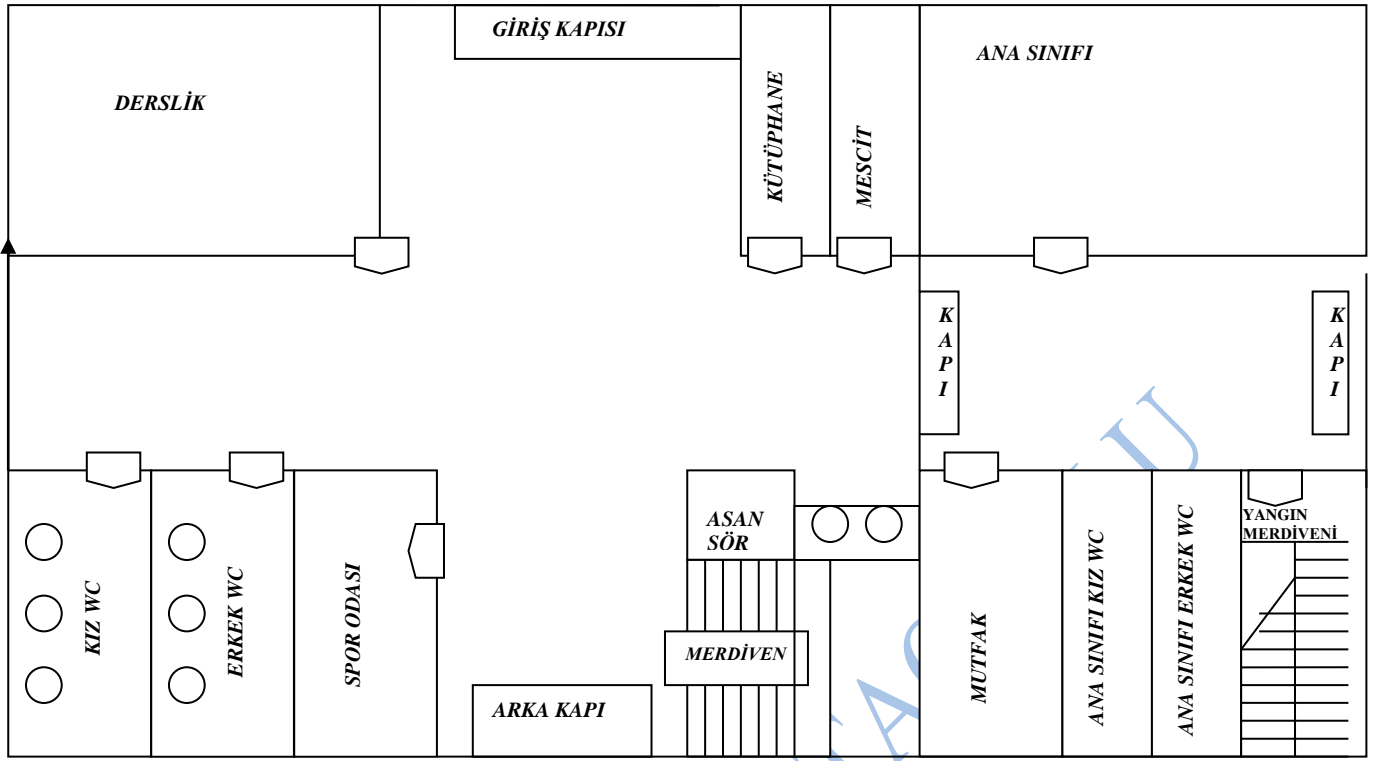 GİRİŞ KAPISI
ANA SINIFI
DERSLİK
KÜTÜPHANE
MESCİT
K
A
P
I
K
A
P
I
ASAN
SÖR
YANGIN
MERDİVENİ
KIZ WC
ERKEK WC
SPOR ODASI
MERDİVEN
ARKA KAPI
MUTFAK
ANA SINIFI KIZ WC
ANA SINIFI ERKEK WC